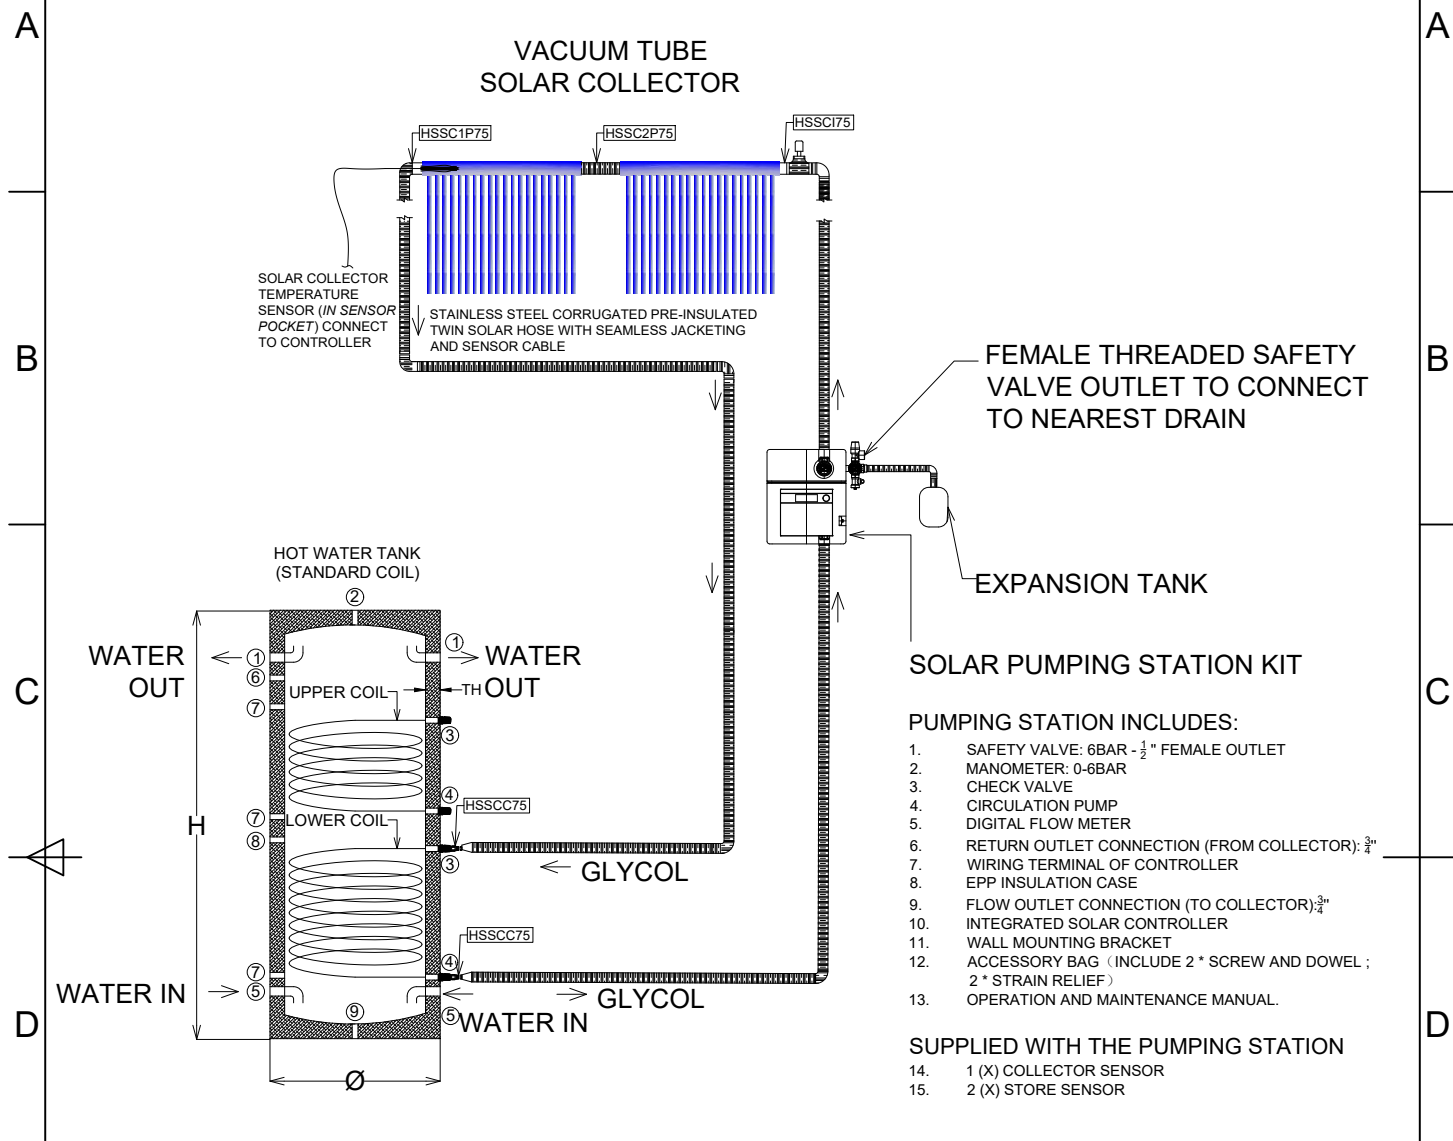 A
A
VACUUM TUBE
SOLAR COLLECTOR
HSSC1P75
HSSC2P75
HSSCI75
SOLAR COLLECTOR
TEMPERATURE
SENSOR (IN SENSOR
POCKET) CONNECT
TO CONTROLLER
STAINLESS STEEL CORRUGATED PRE-INSULATED
TWIN SOLAR HOSE WITH SEAMLESS JACKETING
AND SENSOR CABLE
B
B
FEMALE THREADED SAFETY
VALVE OUTLET TO CONNECT
TO NEAREST DRAIN
EXPANSION TANK
HOT WATER TANK
(STANDARD COIL)
2
WATER
OUT
1
1
WATER
OUT
6
7
TH
UPPER COIL
3
4
HSSCC75
7
LOWER COIL
8
3
H
GLYCOL
HSSCC75
4
7
5
WATER IN
GLYCOL
9
5
WATER IN
Ø
C
C
SOLAR PUMPING STATION KIT
PUMPING STATION INCLUDES:
1. SAFETY VALVE: 6BAR - 1/2 " FEMALE OUTLET
2. MANOMETER: 0-6BAR
3. CHECK VALVE
4. CIRCULATION PUMP
5. DIGITAL FLOW METER
6. RETURN OUTLET CONNECTION (FROM COLLECTOR): 3/4"
7. WIRING TERMINAL OF CONTROLLER
8. EPP INSULATION CASE
9. FLOW OUTLET CONNECTION (TO COLLECTOR):3/4"
10. INTEGRATED SOLAR CONTROLLER
11. WALL MOUNTING BRACKET
12. ACCESSORY BAG（INCLUDE 2 * SCREW AND DOWEL ;
2 * STRAIN RELIEF）
13. OPERATION AND MAINTENANCE MANUAL.
D
D
SUPPLIED WITH THE PUMPING STATION
14. 1 (X) COLLECTOR SENSOR
15. 2 (X) STORE SENSOR